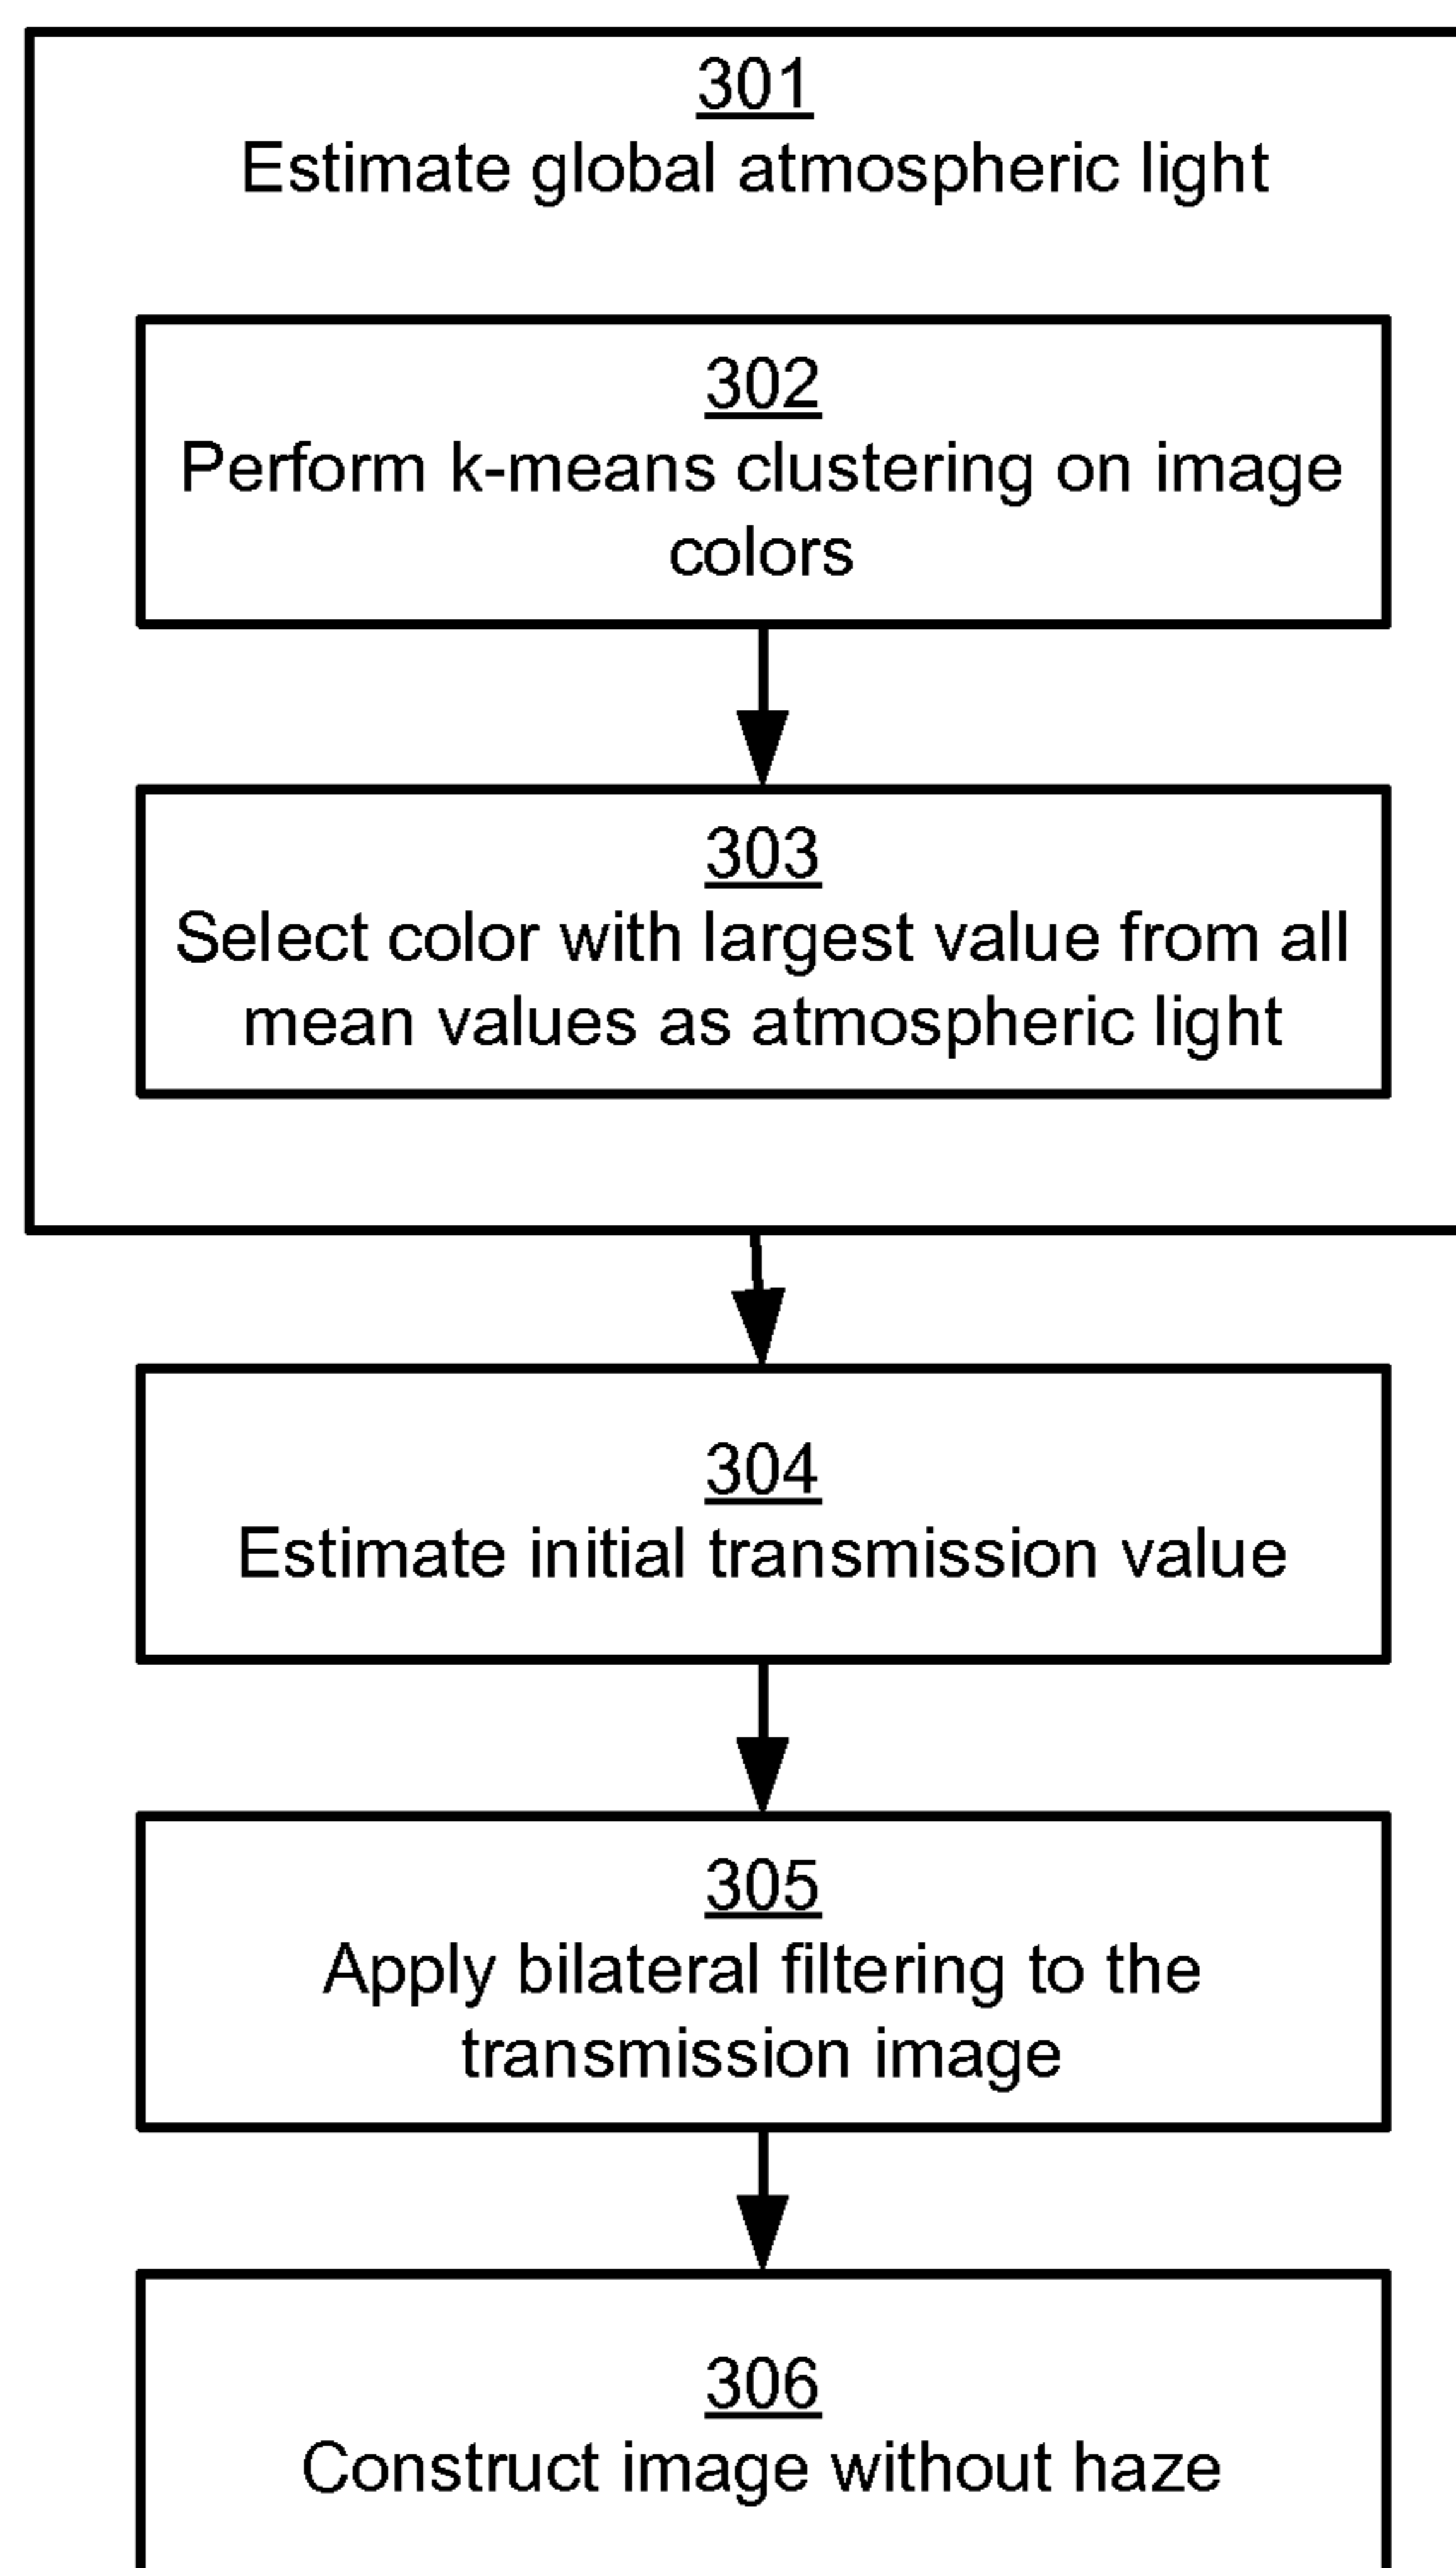 301
Estimate global atmospheric light
302
Perform k-means clustering on image
colors
303
Select color with largest value from all
mean values as atmospheric light
304
Estimate initial transmission value
305
Apply bilateral filtering to the
transmission image
306
Construct image without haze